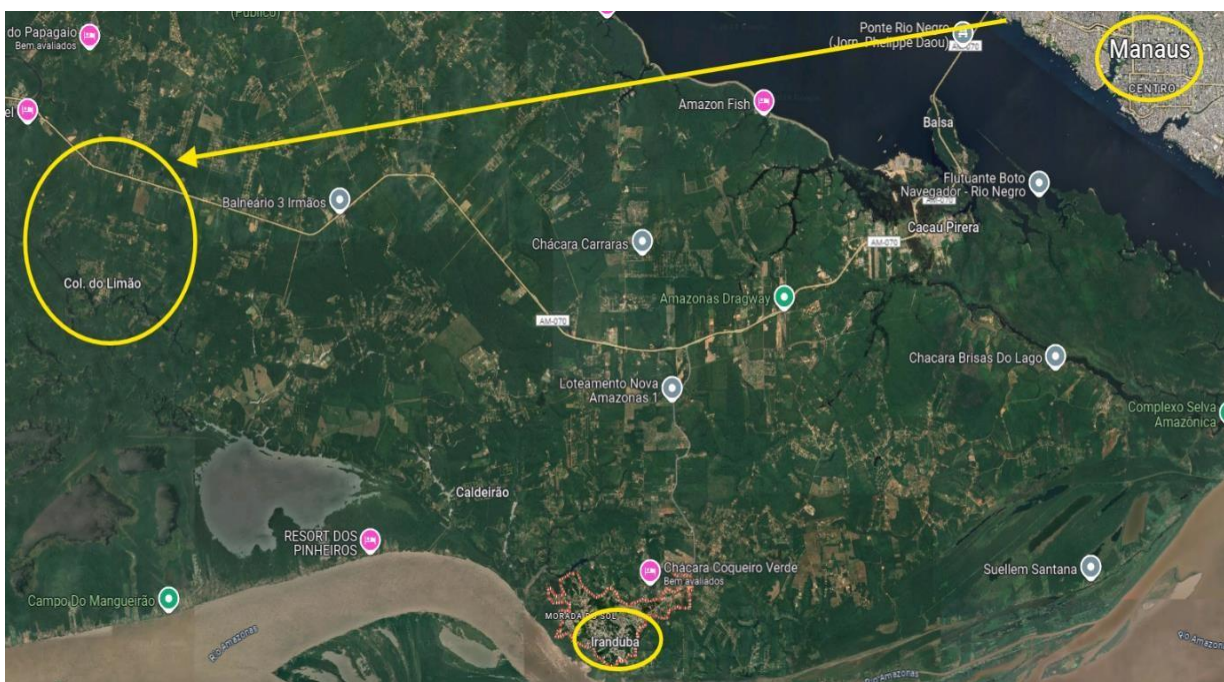 (Público)
do Papagaio
Bem avaliados
Ponte Rio Negro
(Jorn. Phelippe Daou)
AM-070
Manaus
CENTRO
el
Amazon Fish
Balsa
Flutuante Boto
Navegador - Rio Negro
AM-070
Balneário 3 Irmãos
Cacau Pirera
Chácara Carraras
AM-070
Col. do Limão
Amazonas Dragway
AM-070
Chacara Brisas Do Lago
Loteamento Nova
Amazonas 1
Complexo Selva
Amazônica
Caldeirão
RESORT DOS
PINHEIROS
Chácara Coqueiro Verde
Bem avaliados
Suellem Santana
Campo Do Mangueirão
MORADA DO SOL
Rio Amazonas
Iranduba
Rio Amazonas
Rio Amazonas